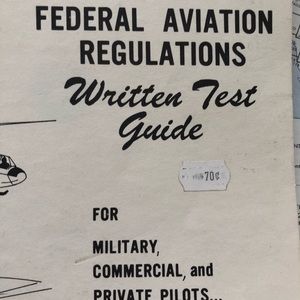 FEDERAL AVIATION
REGULATIONS
Written Test
Guide
70¢
FOR
MILITARY,
COMMERCIAL, and
PRIVATE PILOTS...